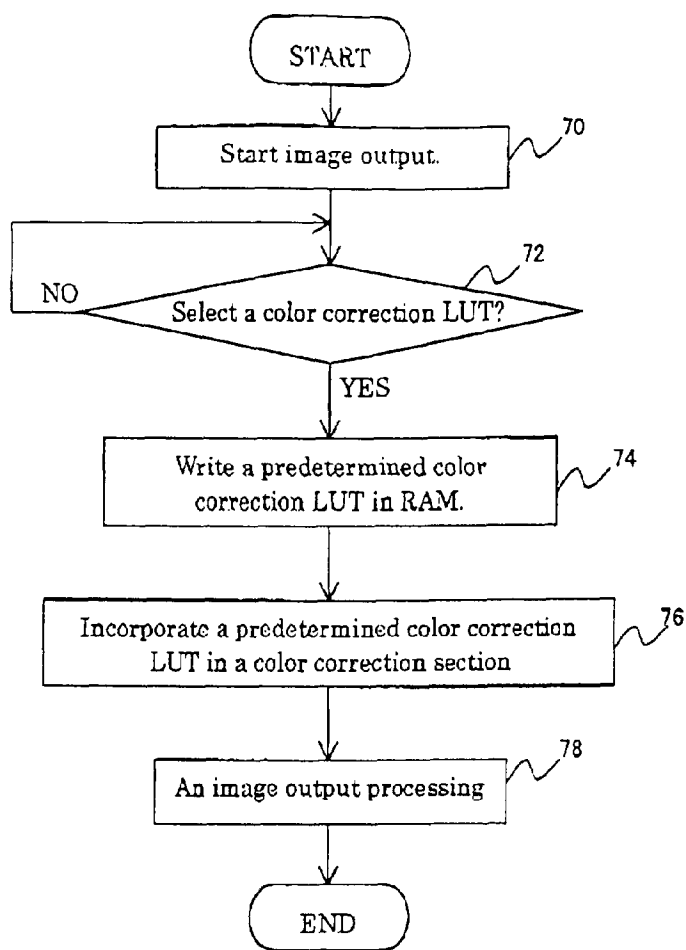 START
Start image output.
70
72
NO
Select a color correction LUT?
YES
Write a predetermined color
correction LUT in RAM.
74
Incorporate a predetermined color correction
LUT in a color correction section
76
78
An image output processing
END